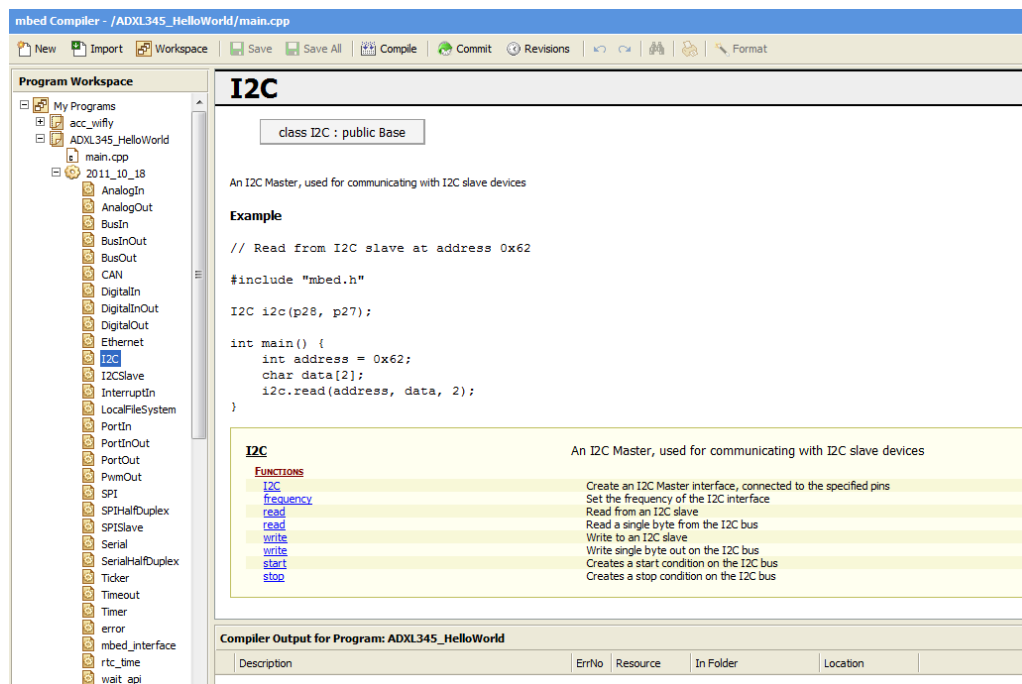 mbed Compiler - /ADXL345_HelloWorld/main.cpp
New Import Workspace Save Save All Compile Commit Revisions Format
Program Workspace
My Programs
acc_wifly
ADXL345_HelloWorld
main.cpp
2011_10_18
AnalogIn
AnalogOut
BusIn
BusInOut
BusOut
CAN
DigitalIn
DigitalInOut
DigitalOut
Ethernet
I2C
I2CSlave
InterruptIn
LocalFileSystem
PortIn
PortInOut
PortOut
PwmOut
SPI
SPIHalfDuplex
SPISlave
Serial
SerialHalfDuplex
Ticker
Timeout
Timer
error
mbed_interface
rtc_time
wait_api
I2C
class I2C : public Base
An I2C Master, used for communicating with I2C slave devices
Example
// Read from I2C slave at address 0x62
#include "mbed.h"
I2C i2c(p28, p27);
int main() {
    int address = 0x62;
    char data[2];
    i2c.read(address, data, 2);
}
I2C An I2C Master, used for communicating with I2C slave devices
FUNCTIONS
I2C Create an I2C Master interface, connected to the specified pins
frequency Set the frequency of the I2C interface
read Read from an I2C slave
read Read a single byte from the I2C bus
write Write to an I2C slave
write Write single byte out on the I2C bus
start Creates a start condition on the I2C bus
stop Creates a stop condition on the I2C bus
Compiler Output for Program: ADXL345_HelloWorld
Description ErrNo Resource In Folder Location